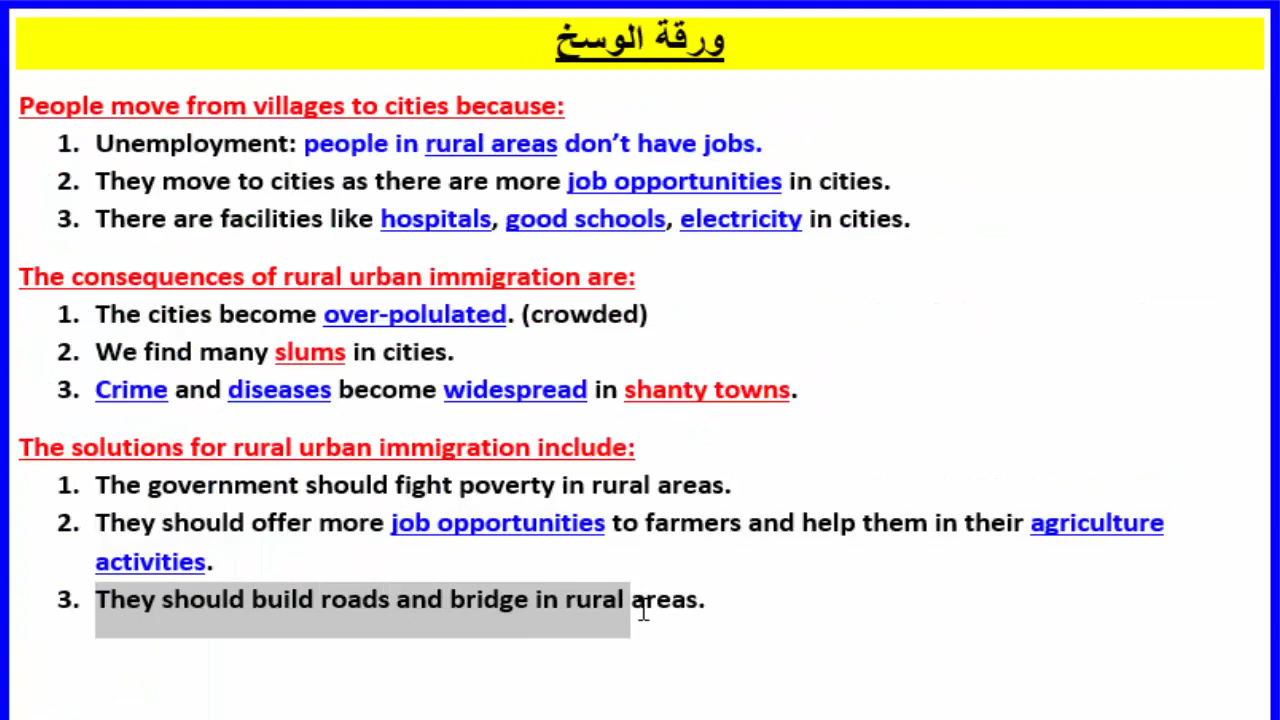 ورقة الوسخ
People move from villages to cities because:
1. Unemployment: people in rural areas don’t have jobs.
2. They move to cities as there are more job opportunities in cities.
3. There are facilities like hospitals, good schools, electricity in cities.
The consequences of rural urban immigration are:
1. The cities become over-polulated. (crowded)
2. We find many slums in cities.
3. Crime and diseases become widespread in shanty towns.
The solutions for rural urban immigration include:
1. The government should fight poverty in rural areas.
2. They should offer more job opportunities to farmers and help them in their agriculture
activities.
3. They should build roads and bridge in rural areas.